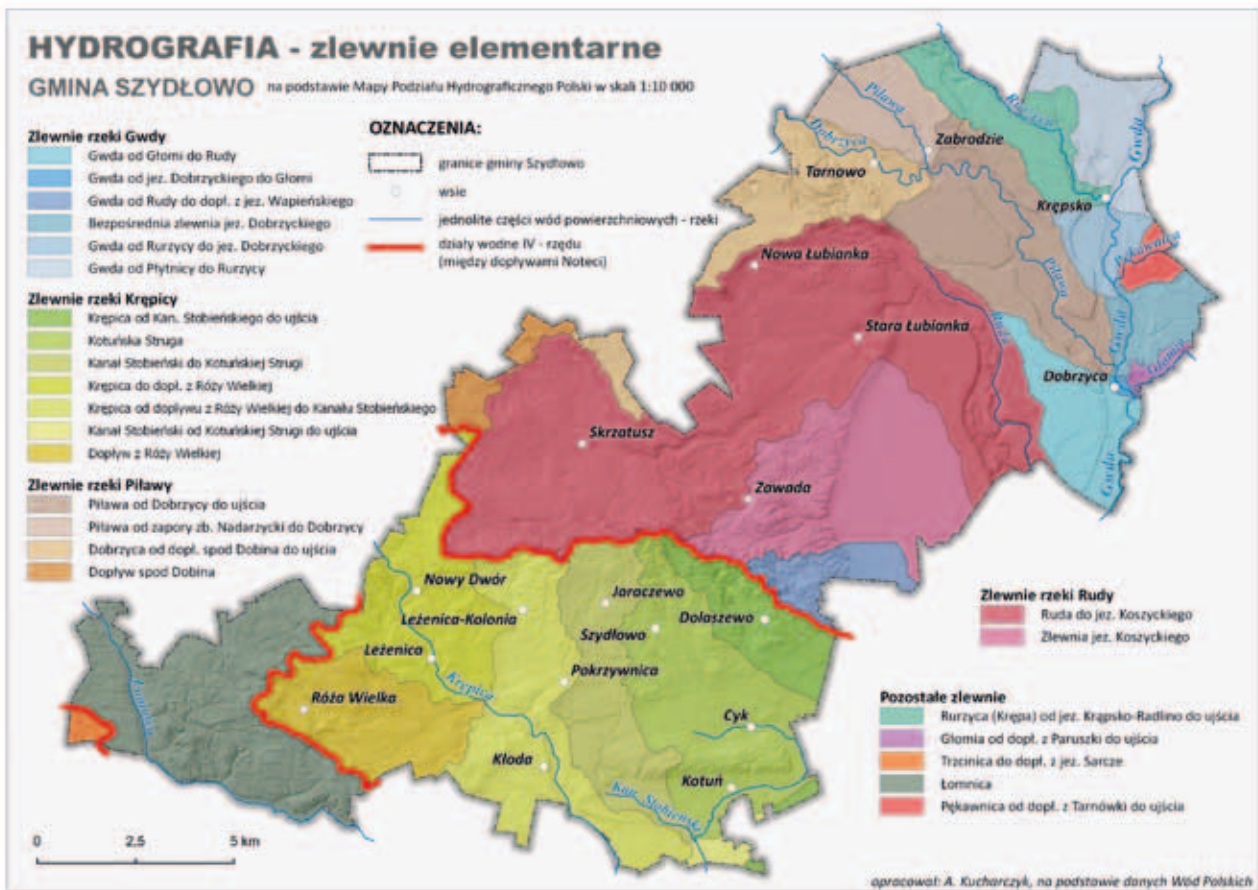 HYDROGRAFIA - zlewnie elementarne
GMINA SZYDŁOWO na podstawie Mapy Podziału Hydrograficznego Polski w skali 1:10 000
Zlewnie rzeki Gwdy
Gwda od Głomi do Rudy
Gwda od jez. Dobrzyckiego do Głomi
Gwda od Rudy do dopł. z jez. Wapieńskiego
Bezpośrednia zlewnia jez. Dobrzyckiego
Gwda od Rurzycy do jez. Dobrzyckiego
Gwda od Płytnicy do Rurzycy
Zlewnie rzeki Krępicy
Krępica od Kan. Stobieńskiego do ujścia
Kotuńska Struga
Kanał Stobieński do Kotuńskiej Strugi
Krępica do dopł. z Róży Wielkiej
Krępica od dopływu z Róży Wielkiej do Kanału Stobieńskiego
Kanał Stobieński od Kotuńskiej Strugi do ujścia
Dopływ z Róży Wielkiej
Zlewnie rzeki Piławy
Piława od Dobrzycy do ujścia
Piława od zapory zb. Nadarzycki do Dobrzycy
Dobrzyca od dopł. spod Dobina do ujścia
Dopływ spod Dobina
OZNACZENIA:
granice gminy Szydłowo
wsie
jednolite części wód powierzchniowych - rzeki
działy wodne IV - rzędu
(między dopływami Noteci)
Piława
Rurzyca
Gwda
Dobrzyca
Zabrodzie
Tarnowo
Krępsko
Pękawnica
Nowa Łubianka
Piława
Ruda
Stara Łubianka
Gwda
Głomia
Dobrzyca
Skrzatusz
Gwda
Zawada
Nowy Dwór
Jaraczewo
Leżenica-Kolonia
Dolaszewo
Szydłowo
Leżenica
Pokrzywnica
Krępica
Łomnica
Róża Wielka
Cyk
Kłoda
Kotuń
Kan. Stobieński
Zlewnie rzeki Rudy
Ruda do jez. Koszyckiego
Zlewnia jez. Koszyckiego
Pozostałe zlewnie
Rurzyca (Krępa) od jez. Krąpsko-Radlino do ujścia
Głomia od dopł. z Paruszki do ujścia
Trzcinica do dopł. z jez. Sarcze
Łomnica
Pękawnica od dopł. z Tarnówki do ujścia
0 2.5 5 km
opracował: A. Kucharczyk, na podstawie danych Wód Polskich